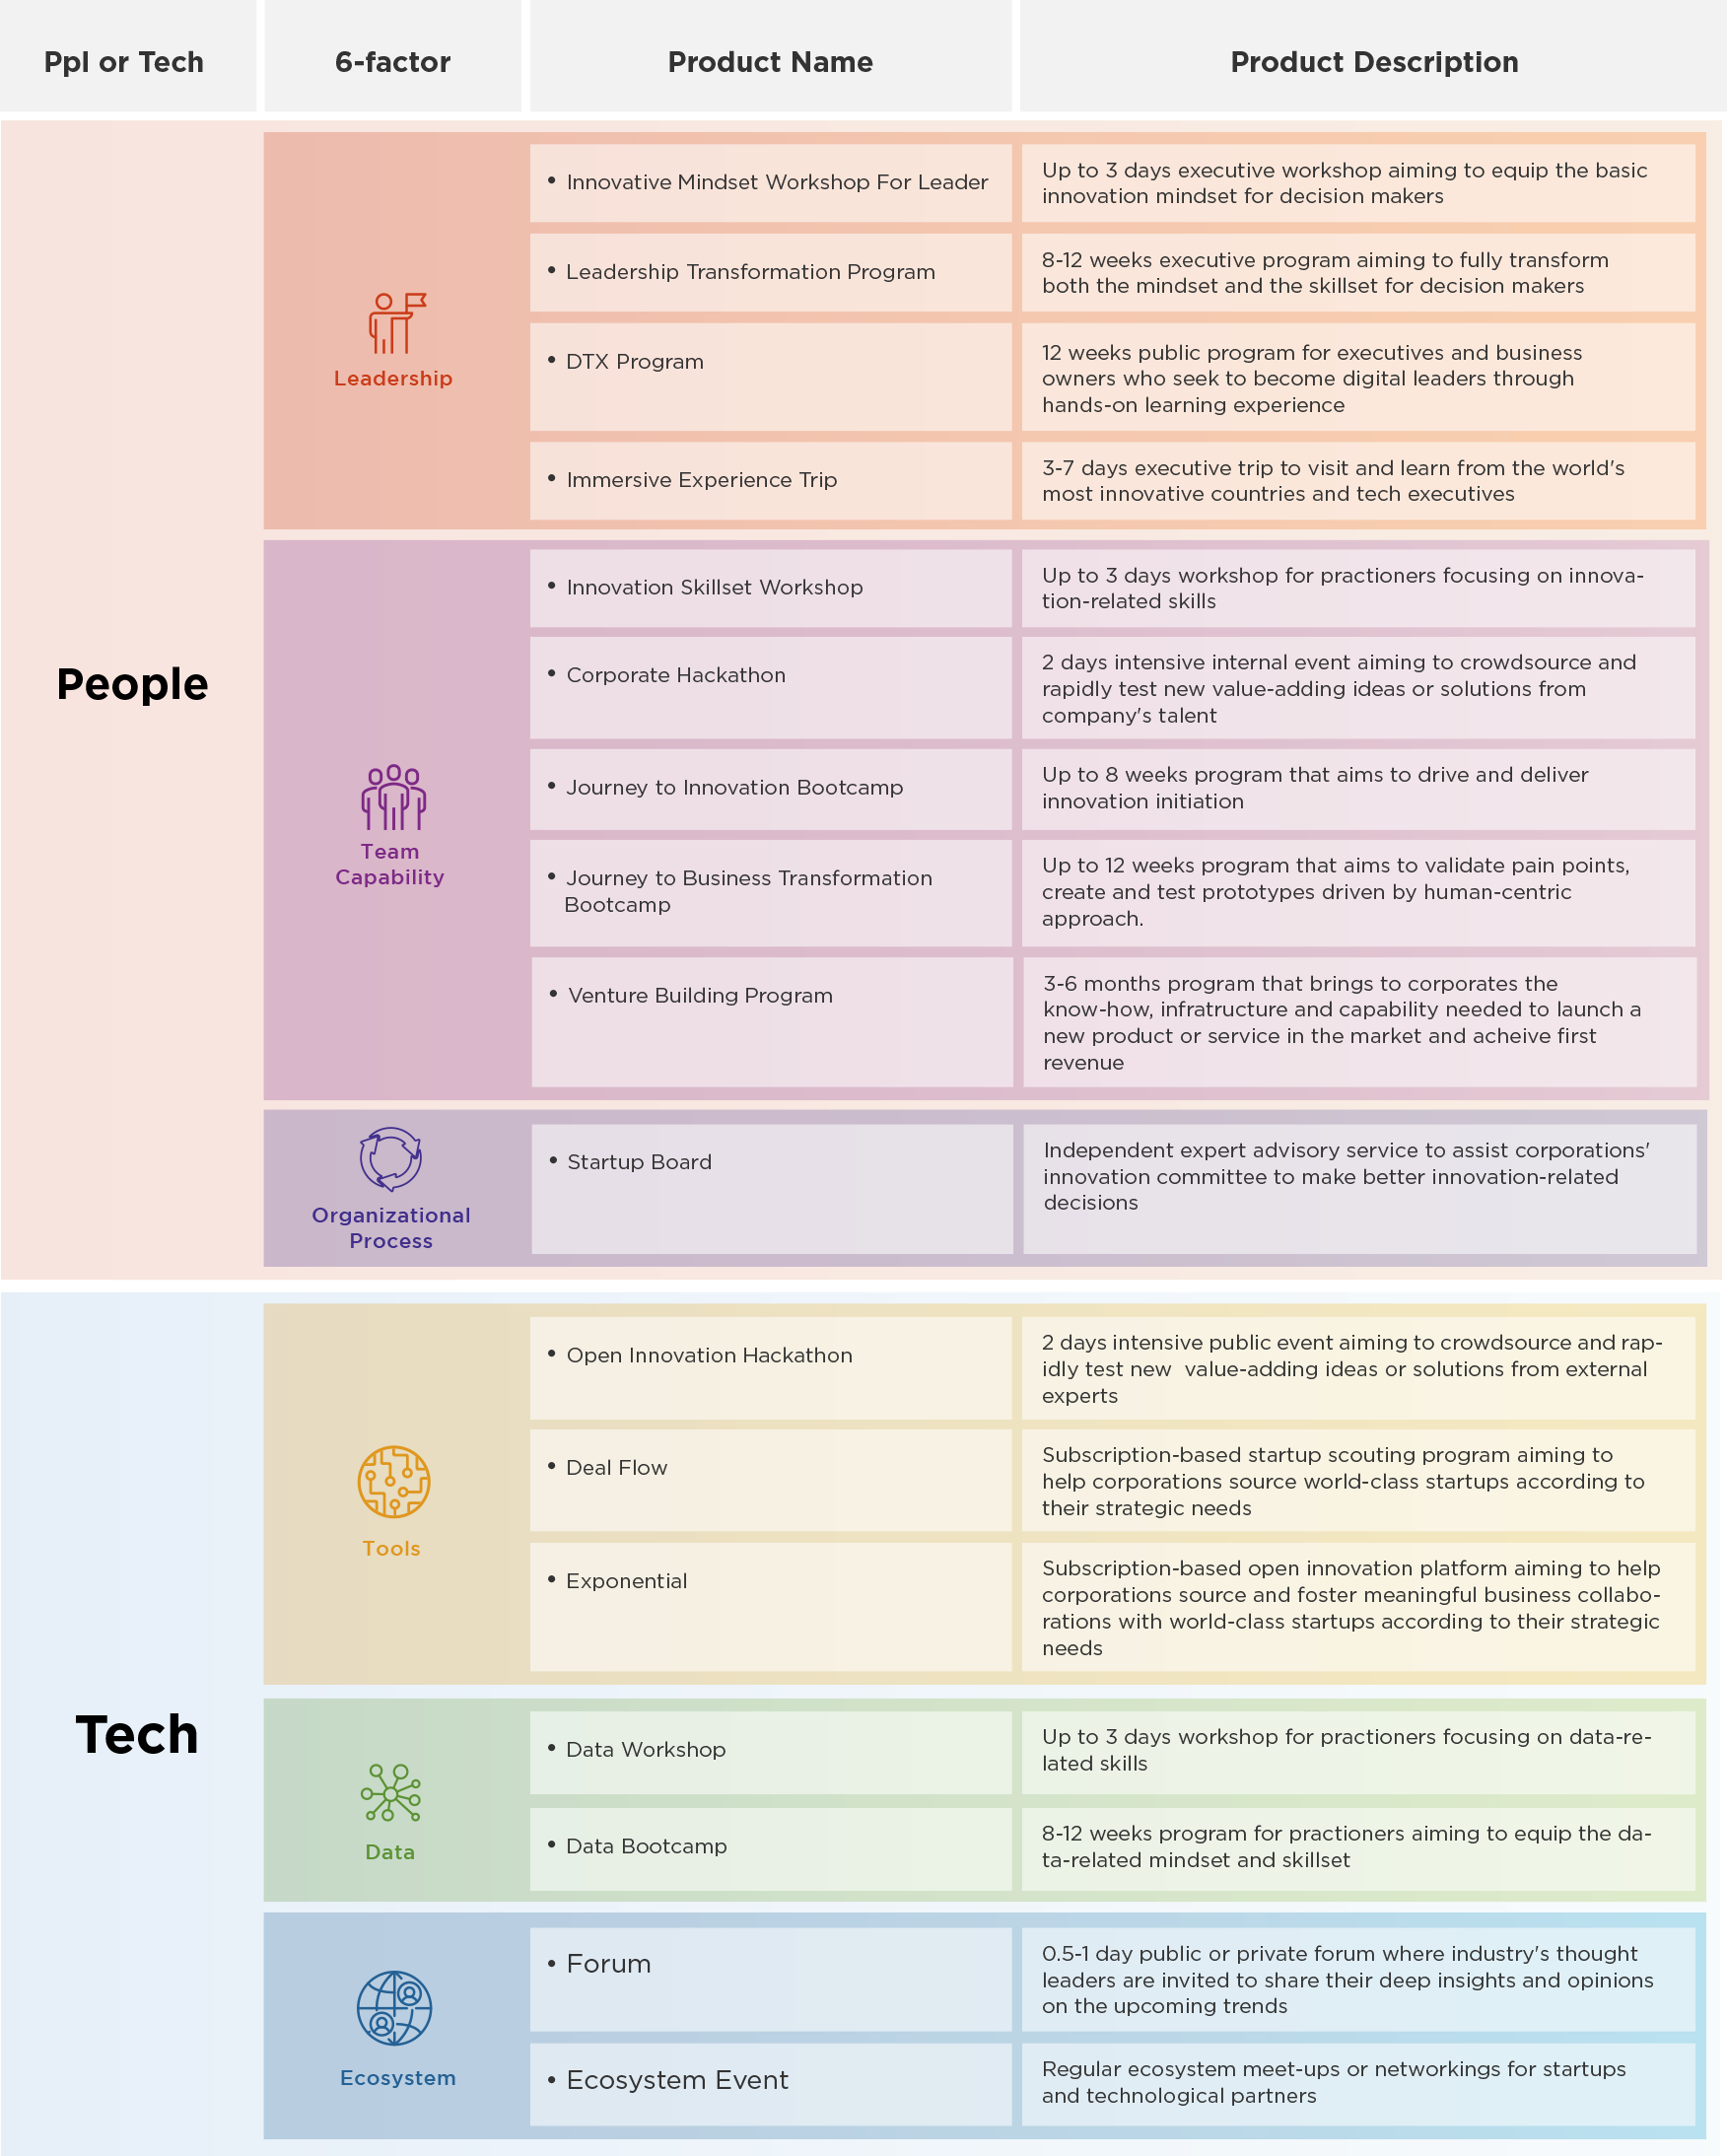 Ppl or Tech
6-factor
Product Name
Product Description
People
Leadership
• Innovative Mindset Workshop For Leader
Up to 3 days executive workshop aiming to equip the basic
innovation mindset for decision makers
• Leadership Transformation Program
8-12 weeks executive program aiming to fully transform
both the mindset and the skillset for decision makers
• DTX Program
12 weeks public program for executives and business
owners who seek to become digital leaders through
hands-on learning experience
• Immersive Experience Trip
3-7 days executive trip to visit and learn from the world's
most innovative countries and tech executives
Team
Capability
• Innovation Skillset Workshop
Up to 3 days workshop for practioners focusing on innova-
tion-related skills
• Corporate Hackathon
2 days intensive internal event aiming to crowdsource and
rapidly test new value-adding ideas or solutions from
company's talent
• Journey to Innovation Bootcamp
Up to 8 weeks program that aims to drive and deliver
innovation initiation
• Journey to Business Transformation
Bootcamp
Up to 12 weeks program that aims to validate pain points,
create and test prototypes driven by human-centric
approach.
• Venture Building Program
3-6 months program that brings to corporates the
know-how, infratructure and capability needed to launch a
new product or service in the market and acheive first
revenue
Organizational
Process
• Startup Board
Independent expert advisory service to assist corporations'
innovation committee to make better innovation-related
decisions
Tech
Tools
• Open Innovation Hackathon
2 days intensive public event aiming to crowdsource and rap-
idly test new  value-adding ideas or solutions from external
experts
• Deal Flow
Subscription-based startup scouting program aiming to
help corporations source world-class startups according to
their strategic needs
• Exponential
Subscription-based open innovation platform aiming to help
corporations source and foster meaningful business collabo-
rations with world-class startups according to their strategic
needs
Data
• Data Workshop
Up to 3 days workshop for practioners focusing on data-re-
lated skills
• Data Bootcamp
8-12 weeks program for practioners aiming to equip the da-
ta-related mindset and skillset
Ecosystem
• Forum
0.5-1 day public or private forum where industry's thought
leaders are invited to share their deep insights and opinions
on the upcoming trends
• Ecosystem Event
Regular ecosystem meet-ups or networkings for startups
and technological partners